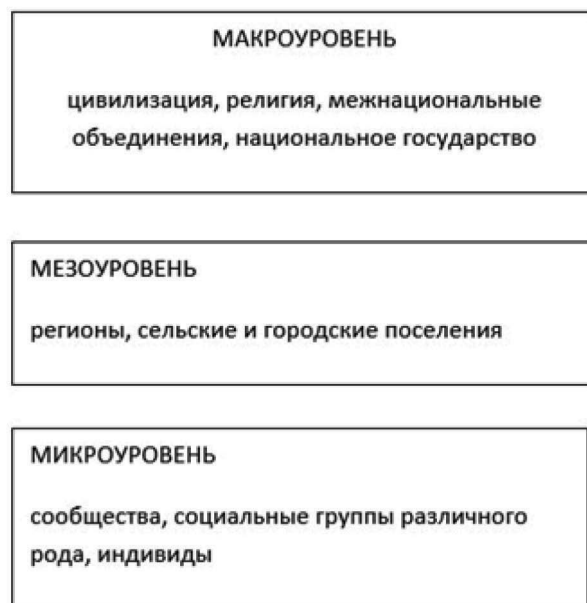 МАКРОУРОВЕНЬ
цивилизация, религия, межнациональные
объединения, национальное государство
МЕЗОУРОВЕНЬ
регионы, сельские и городские поселения
МИКРОУРОВЕНЬ
сообщества, социальные группы различного
рода, индивиды